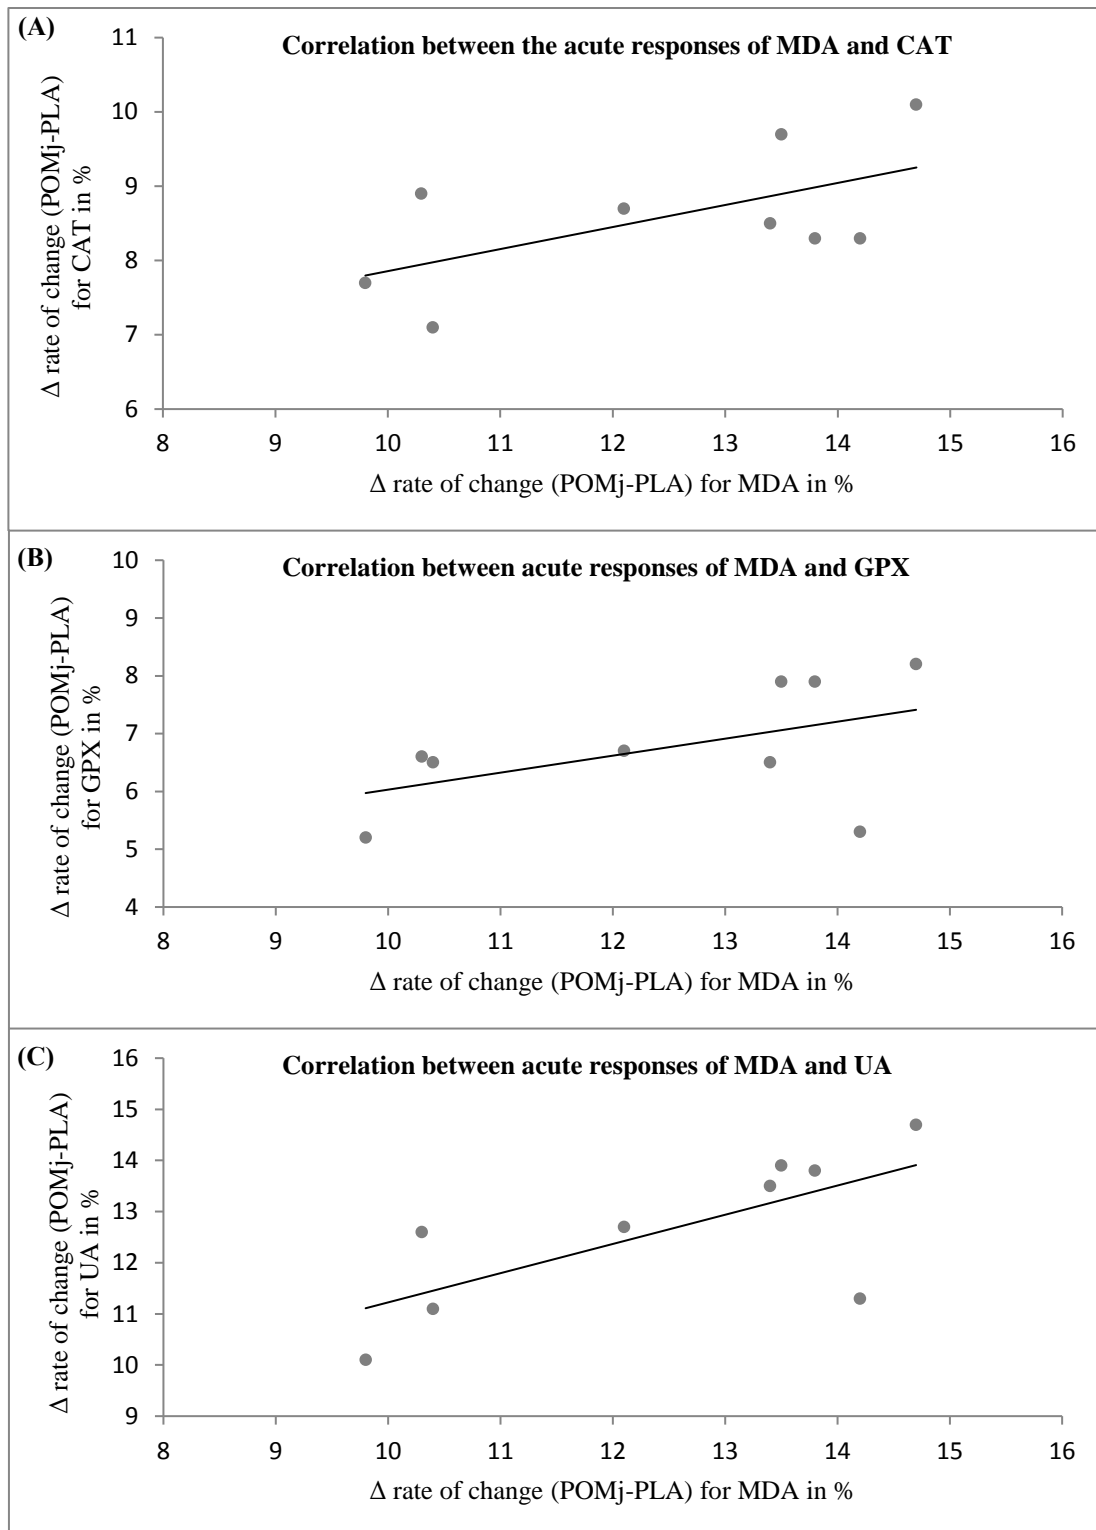 (A)
Correlation between the acute responses of MDA and CAT
Δ rate of change (POMj-PLA)
for CAT in %
11
10
9
8
7
6
8 9 10 11 12 13 14 15 16
Δ rate of change (POMj-PLA) for MDA in %
(B)
Correlation between acute responses of MDA and GPX
Δ rate of change (POMj-PLA)
for GPX in %
10
9
8
7
6
5
4
8 9 10 11 12 13 14 15 16
Δ rate of change (POMj-PLA) for MDA in %
(C)
Correlation between acute responses of MDA and UA
Δ rate of change (POMj-PLA)
for UA in %
16
15
14
13
12
11
10
9
8 9 10 11 12 13 14 15 16
Δ rate of change (POMj-PLA) for MDA in %